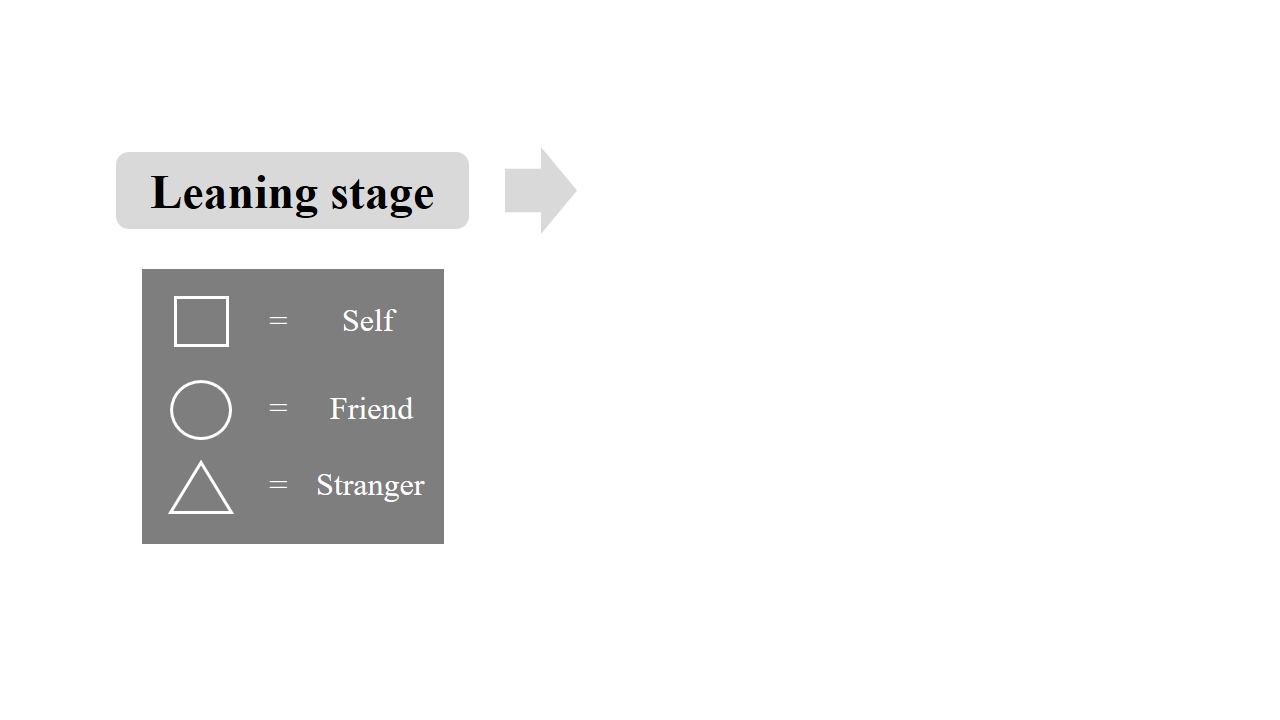 Leaning stage
= Self
= Friend
= Stranger